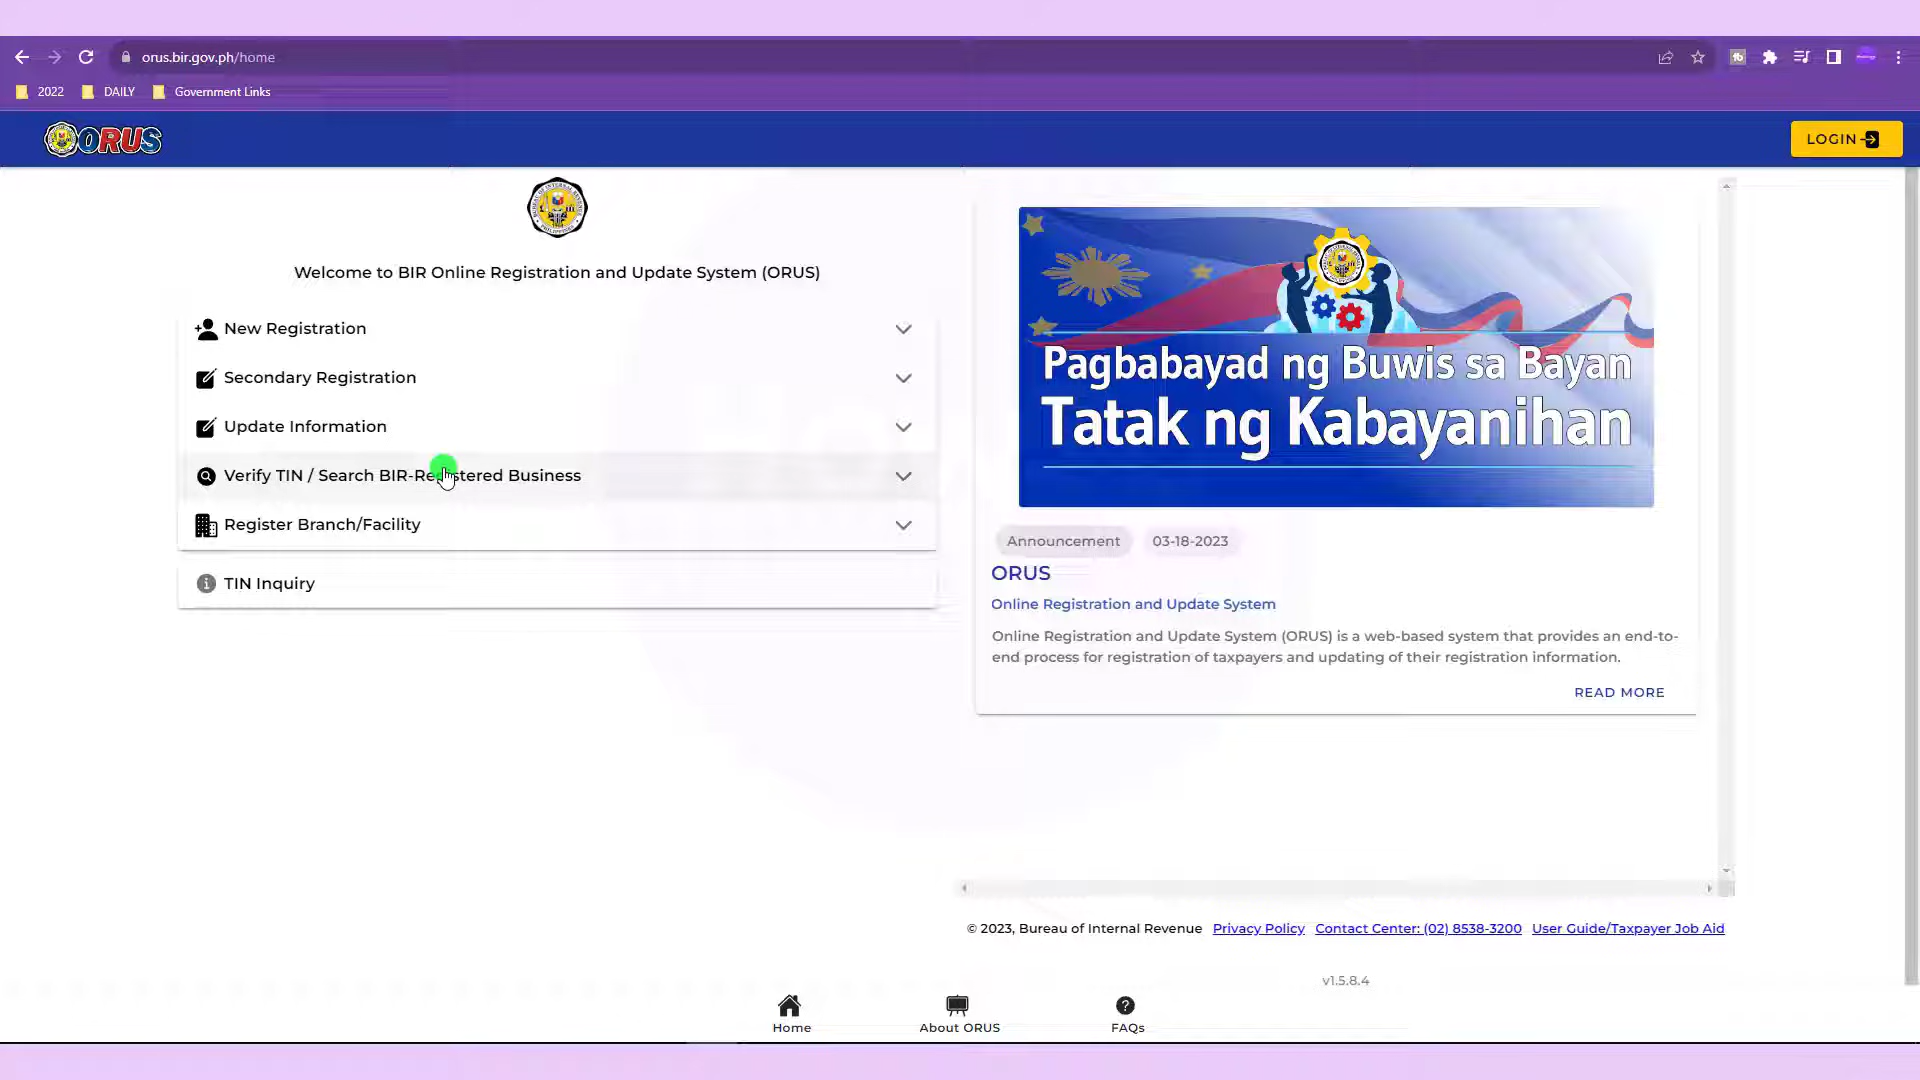 orus.bir.gov.ph/home
2022 DAILY Government Links
ORUS
LOGIN
Welcome to BIR Online Registration and Update System (ORUS)
New Registration
Secondary Registration
Update Information
Verify TIN / Search BIR-Registered Business
Register Branch/Facility
TIN Inquiry
Pagbabayad ng Buwis sa Bayan
Tatak ng Kabayanihan
Announcement 03-18-2023
ORUS
Online Registration and Update System
Online Registration and Update System (ORUS) is a web-based system that provides an end-to-
end process for registration of taxpayers and updating of their registration information.
READ MORE
© 2023, Bureau of Internal Revenue Privacy Policy Contact Center: (02) 8538-3200 User Guide/Taxpayer Job Aid
v1.5.8.4
Home About ORUS FAQs